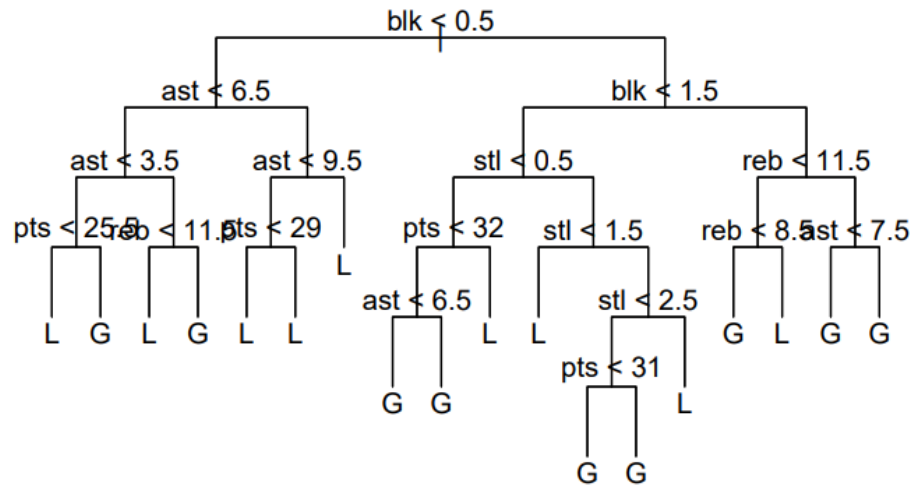 blk < 0.5
ast < 6.5 blk < 1.5
ast < 3.5 ast < 9.5 stl < 0.5 reb < 11.5
pts < 25.5 reb < 11.5 pts < 29 pts < 32 stl < 1.5 reb < 8.5 ast < 7.5
L
ast < 6.5 stl < 2.5
L G L G L L L L G L G G
pts < 31
G G L
G G